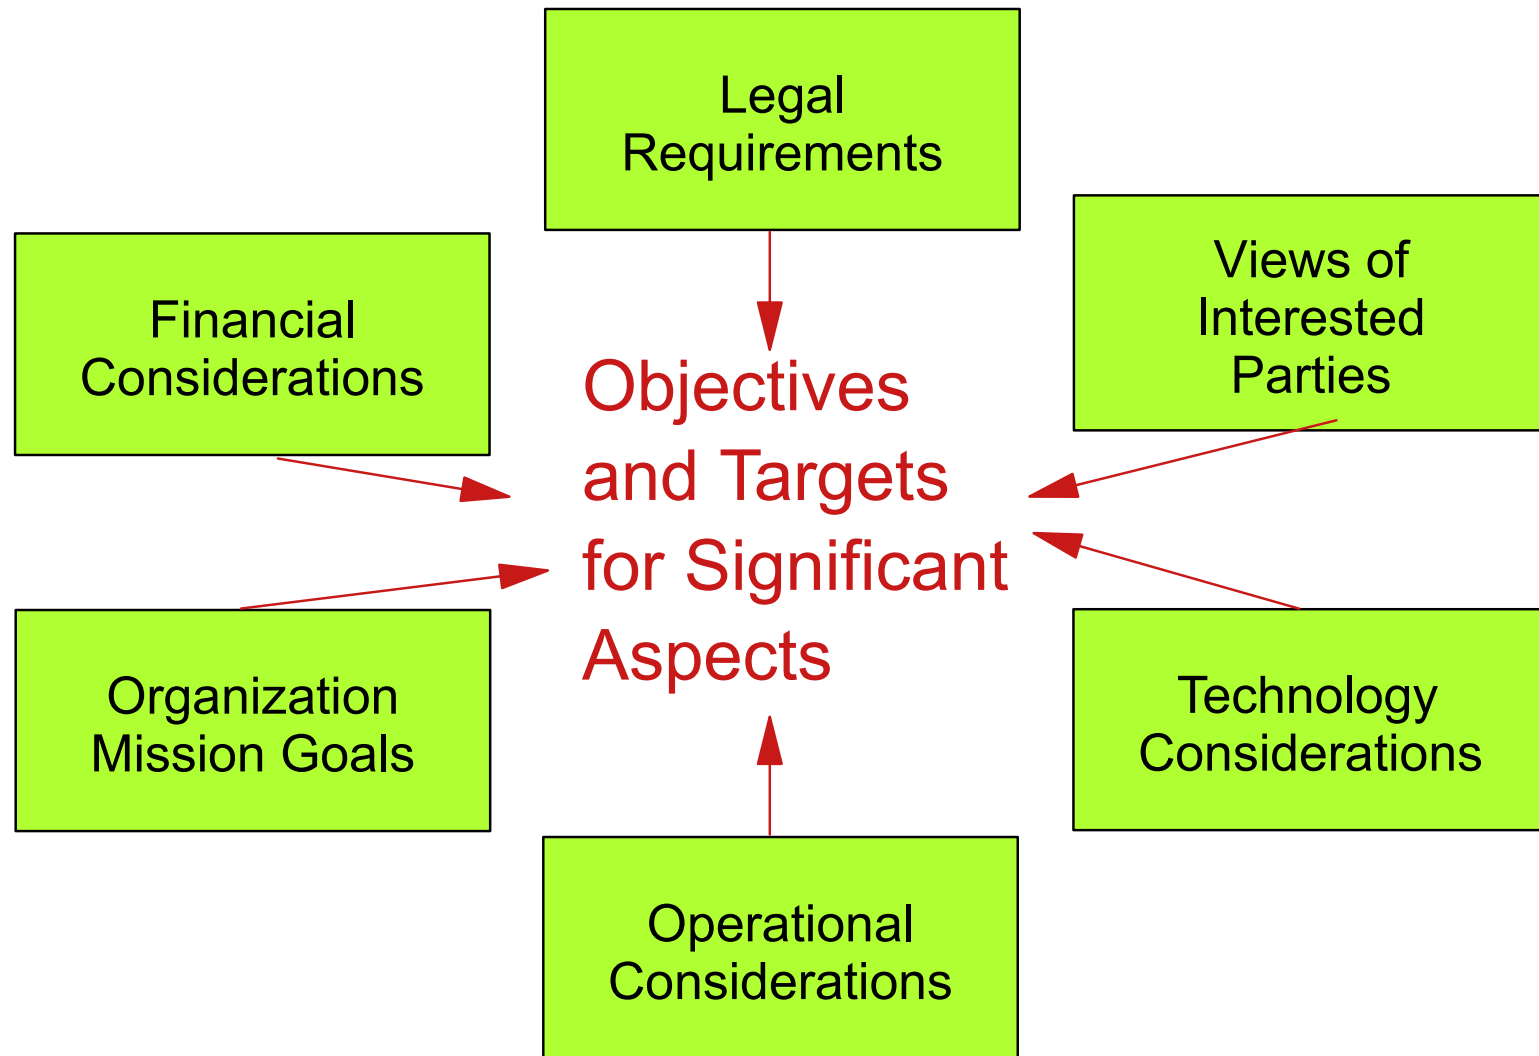 Legal
Requirements
Financial
Considerations
Views of
Interested
Parties
Objectives
and Targets
for Significant
Aspects
Organization
Mission Goals
Technology
Considerations
Operational
Considerations